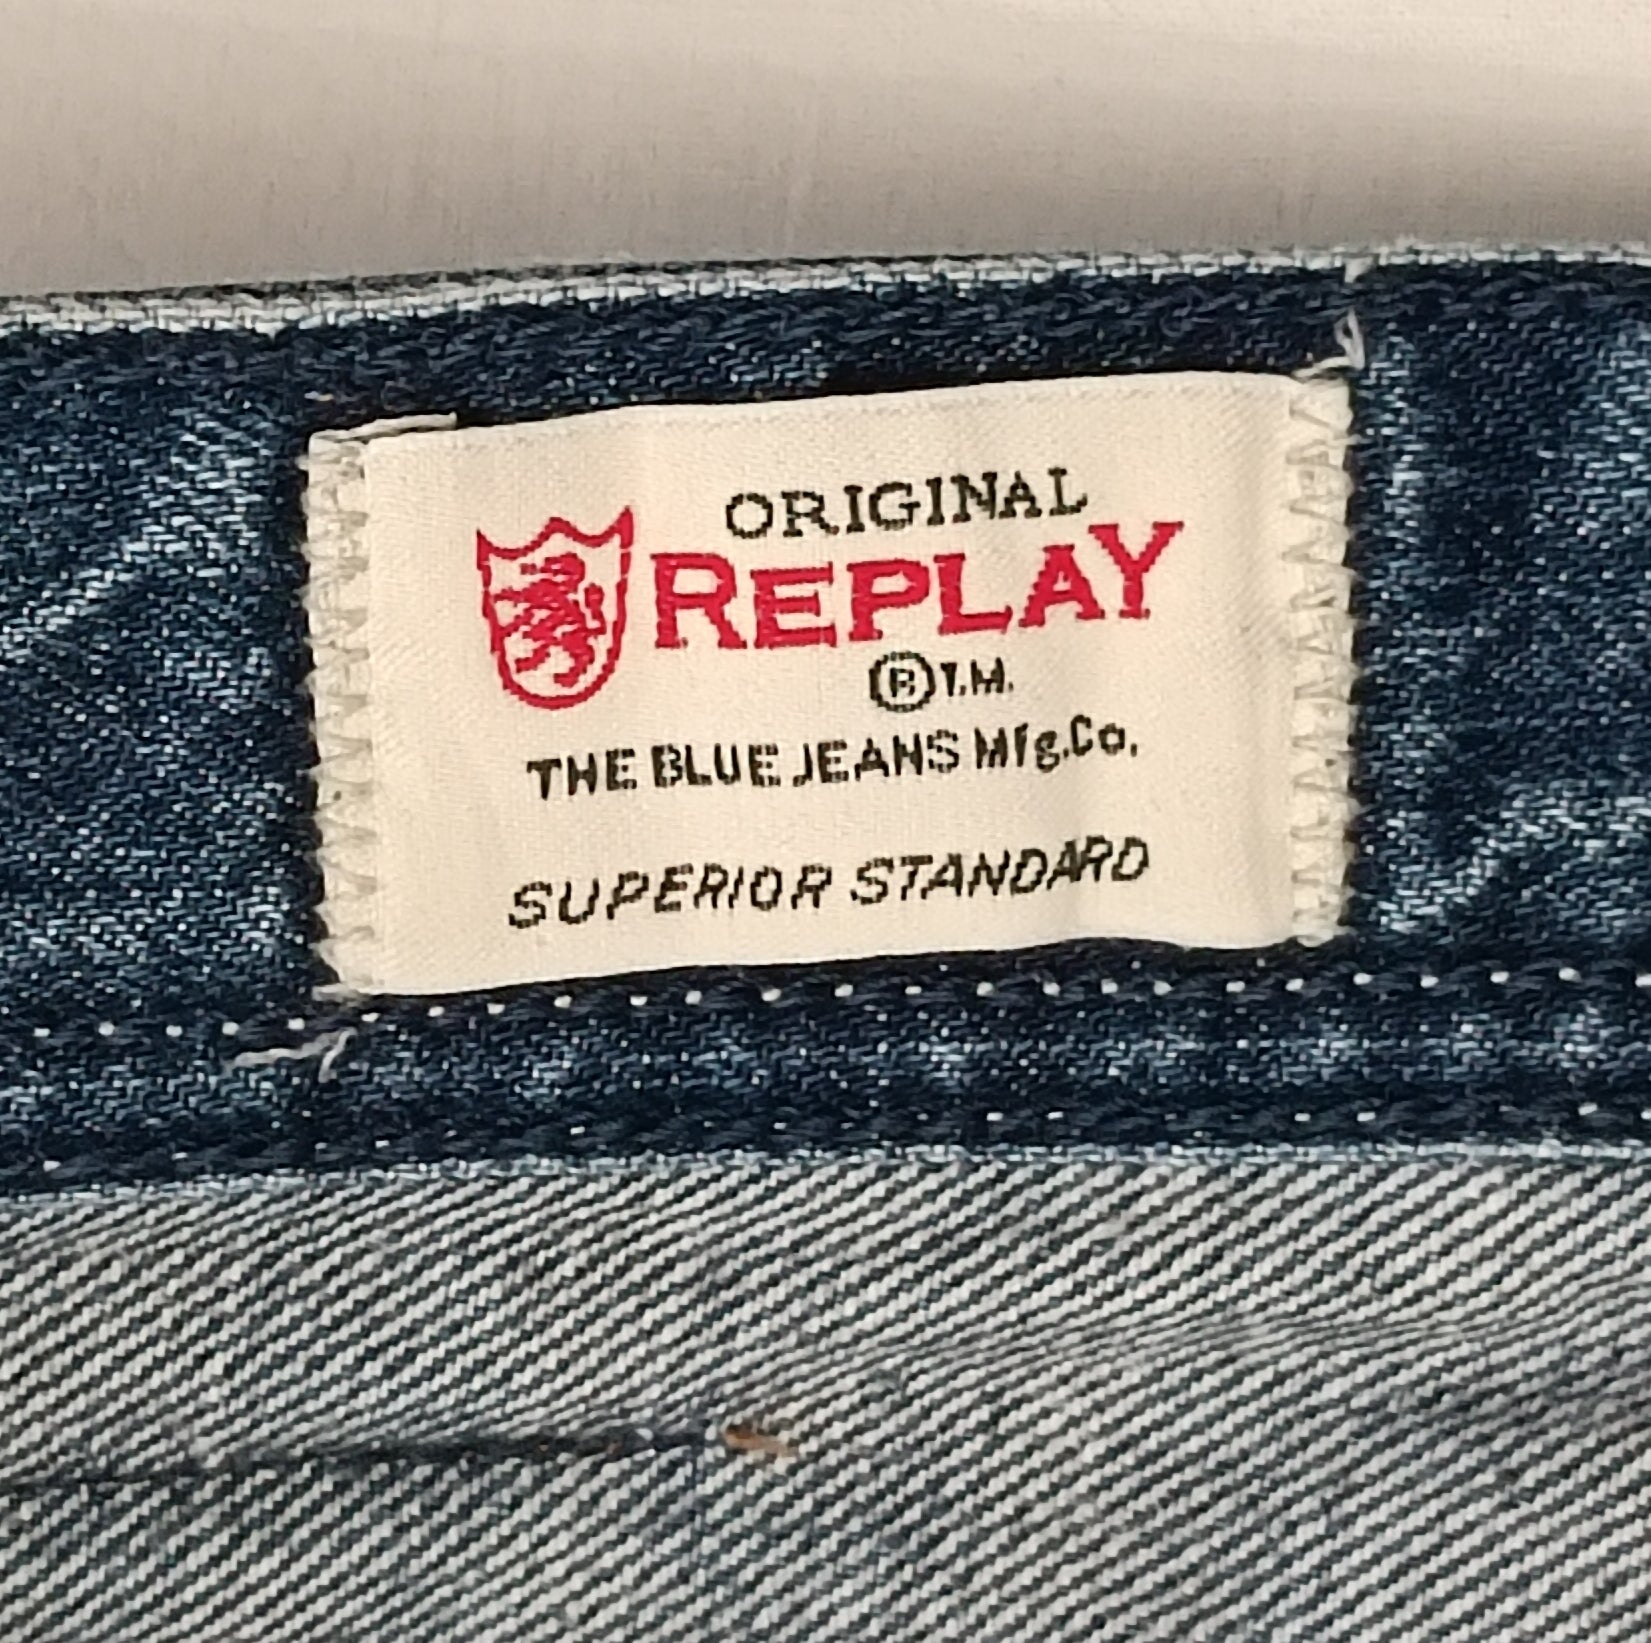 ORIGINAL
REPLAY
® T.M.
THE BLUE JEANS Mfg.Co.
SUPERIOR STANDARD